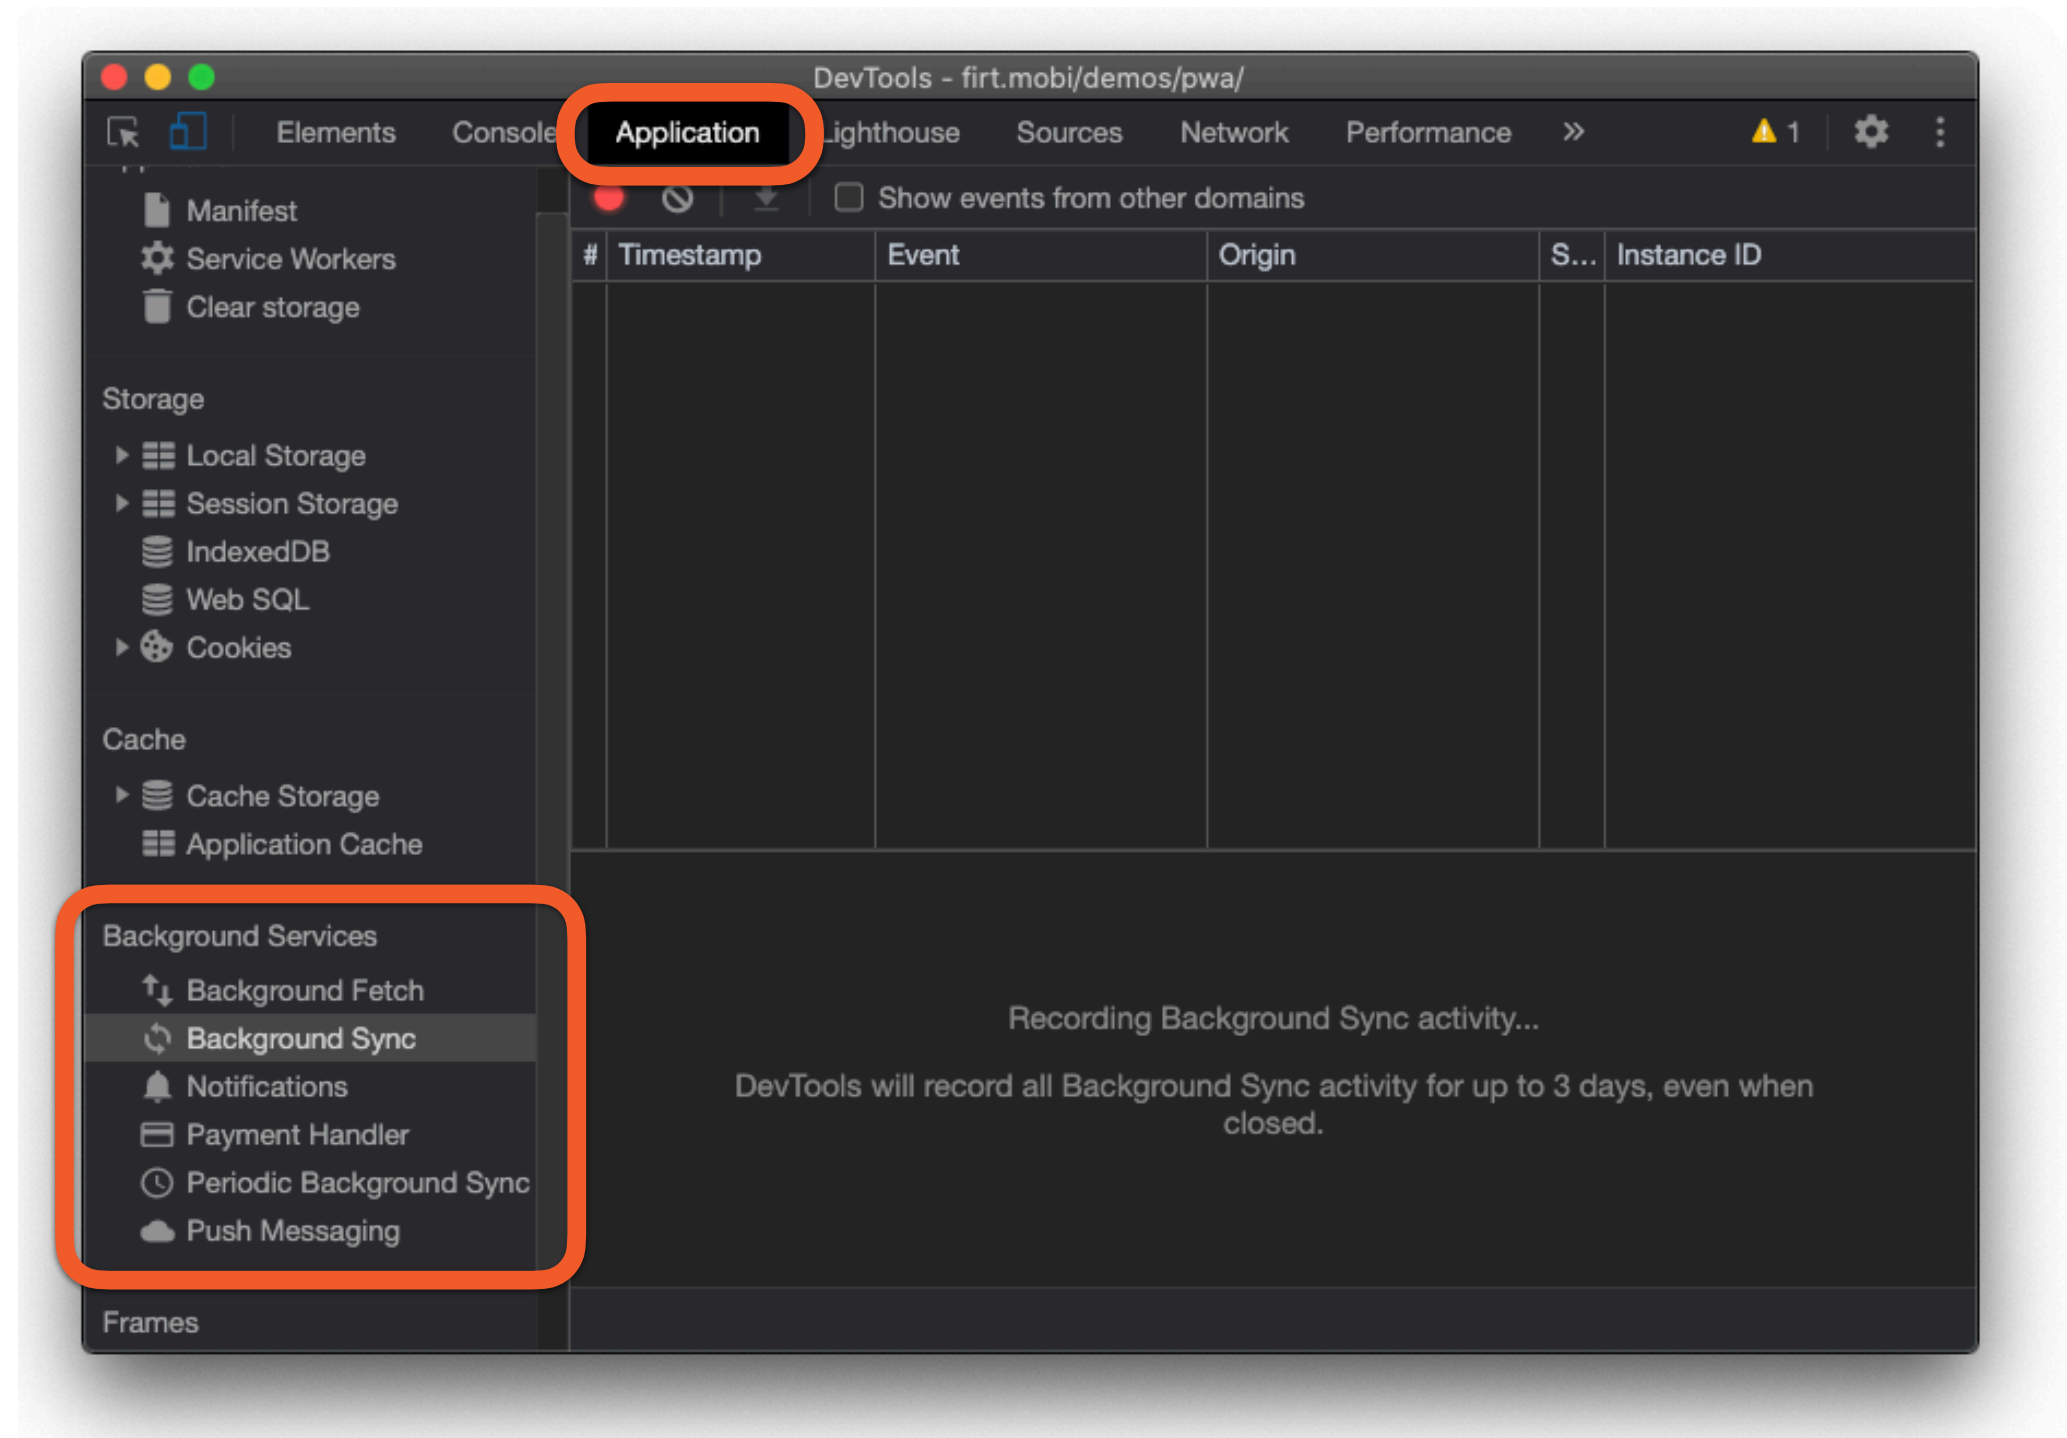 DevTools - firt.mobi/demos/pwa/
Elements Console Application Lighthouse Sources Network Performance » 1
Manifest
Service Workers
Clear storage
Storage
Local Storage
Session Storage
IndexedDB
Web SQL
Cookies
Cache
Cache Storage
Application Cache
Background Services
Background Fetch
Background Sync
Notifications
Payment Handler
Periodic Background Sync
Push Messaging
Frames
Show events from other domains
# Timestamp Event Origin S... Instance ID
Recording Background Sync activity...
DevTools will record all Background Sync activity for up to 3 days, even when
closed.